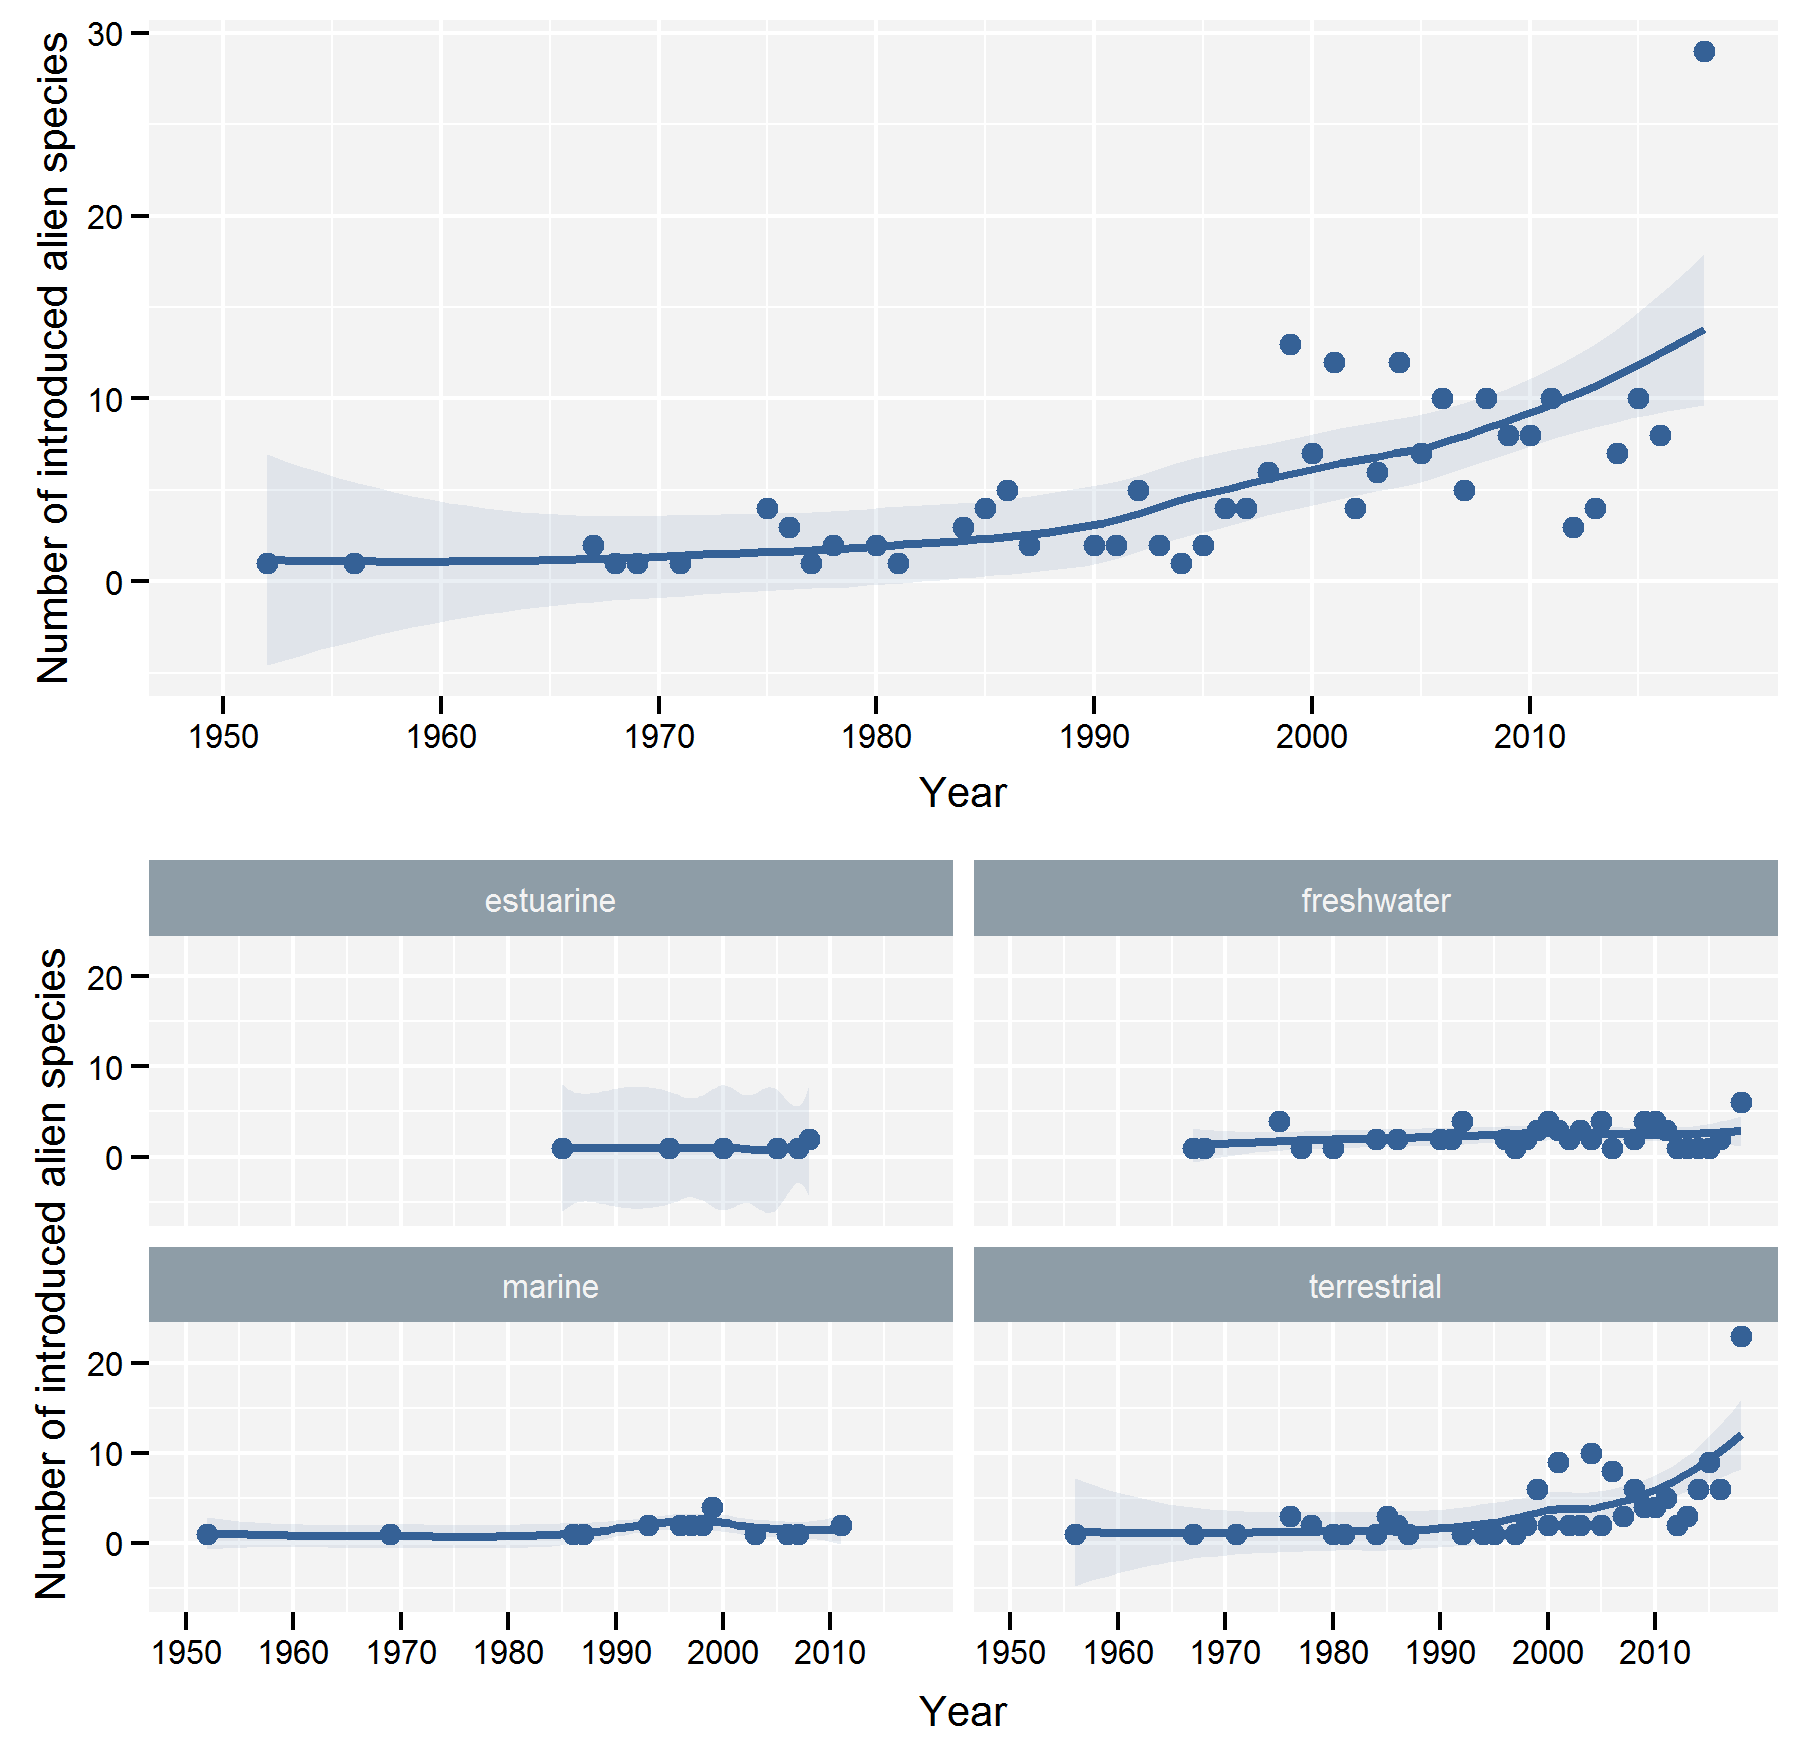 Number of introduced alien species
30
20
10
0
1950 1960 1970 1980 1990 2000 2010
Year
estuarine freshwater
Number of introduced alien species
20
10
0
marine terrestrial
20
10
0
1950 1960 1970 1980 1990 2000 2010 1950 1960 1970 1980 1990 2000 2010
Year